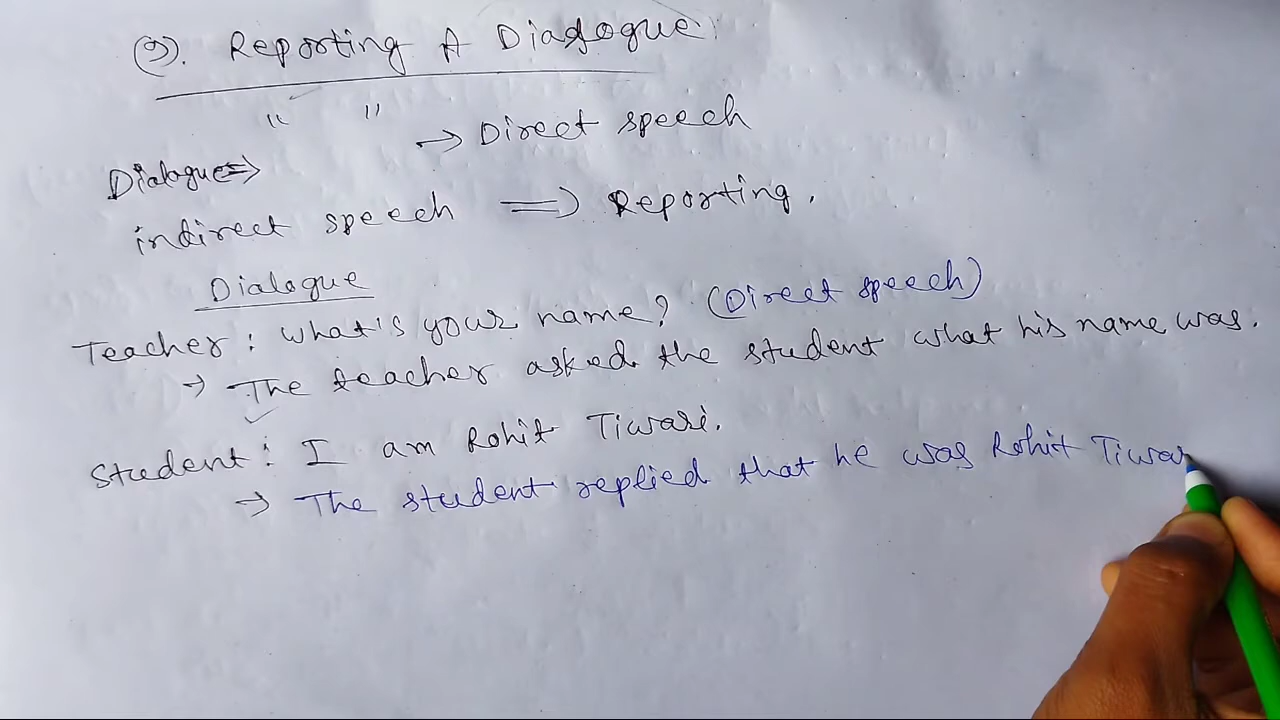 (9). Reporting A Dialogue:
" "
→ Direct speech
Dialogue⇒
indirect speech ⇒ Reporting.
Dialogue
Teacher: What's your name? (Direct speech)
→ The teacher asked the student what his name was.
Student: I am Rohit Tiwari.
→ The student replied that he was Rohit Tiwar